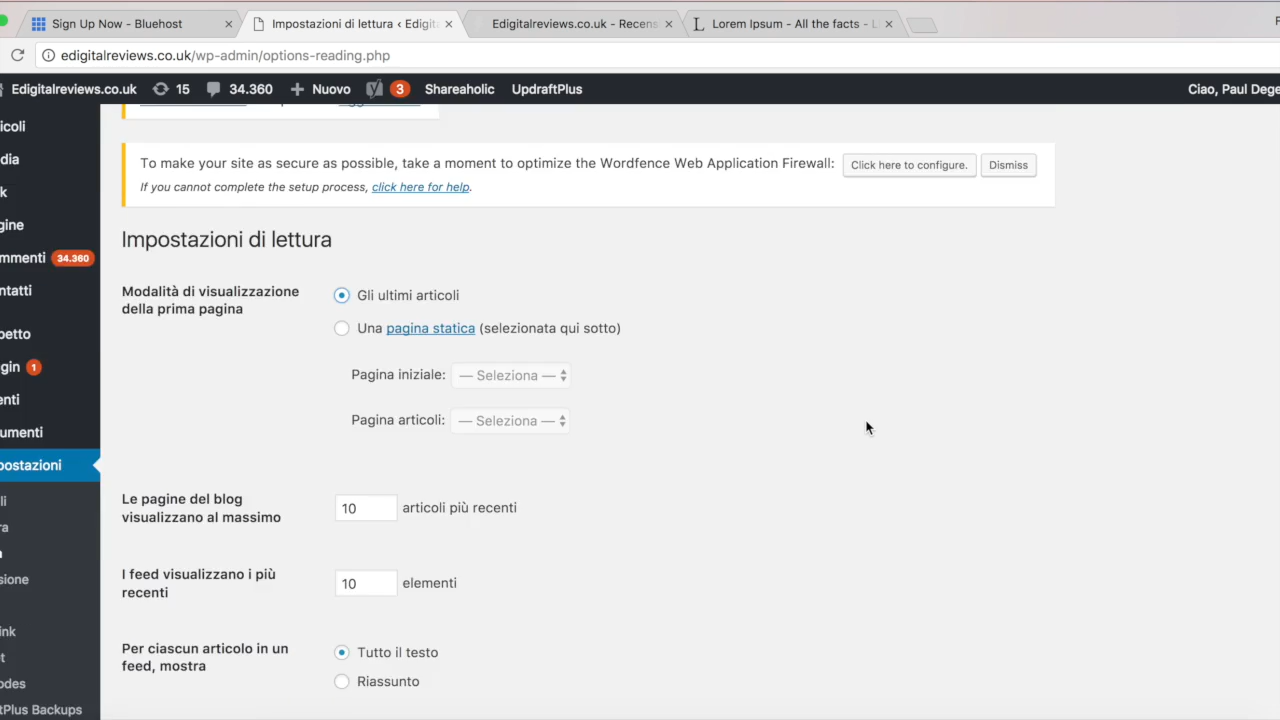 Sign Up Now - Bluehost
Impostazioni di lettura ‹ Edigita
Edigitalreviews.co.uk - Recens
Lorem Ipsum - All the facts - L
edigitalreviews.co.uk/wp-admin/options-reading.php
Edigitalreviews.co.uk 15 34.360 Nuovo 3 Shareaholic UpdraftPlus Ciao, Paul Dege
icoli
dia
k
gine
mmenti 34.360
ntatti
petto
gin 1
enti
umenti
postazioni
li
ra
a
sione
ink
t
odes
tPlus Backups
To make your site as secure as possible, take a moment to optimize the Wordfence Web Application Firewall: Click here to configure. Dismiss
If you cannot complete the setup process, click here for help.
Impostazioni di lettura
Modalità di visualizzazione
della prima pagina
Gli ultimi articoli
Una pagina statica (selezionata qui sotto)
Pagina iniziale: — Seleziona —
Pagina articoli: — Seleziona —
Le pagine del blog
visualizzano al massimo
10 articoli più recenti
I feed visualizzano i più
recenti
10 elementi
Per ciascun articolo in un
feed, mostra
Tutto il testo
Riassunto